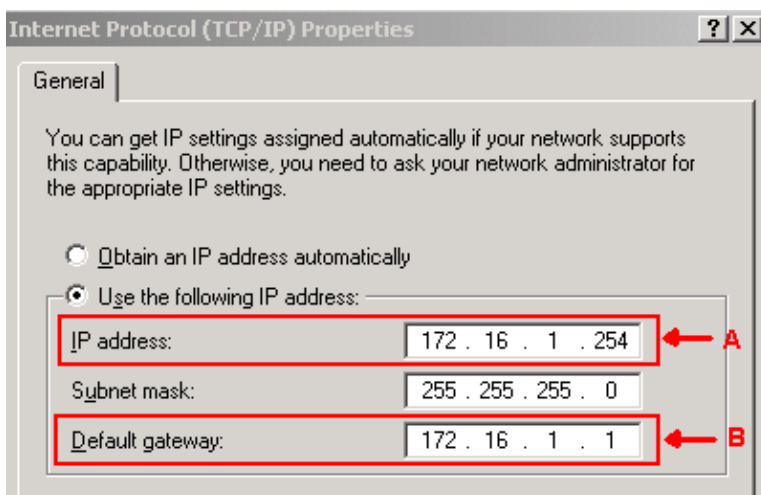 Internet Protocol (TCP/IP) Properties
General
You can get IP settings assigned automatically if your network supports
this capability. Otherwise, you need to ask your network administrator for
the appropriate IP settings.
Obtain an IP address automatically
Use the following IP address:
IP address: 172 . 16 . 1 . 254 A
Subnet mask: 255 . 255 . 255 . 0
Default gateway: 172 . 16 . 1 . 1 B